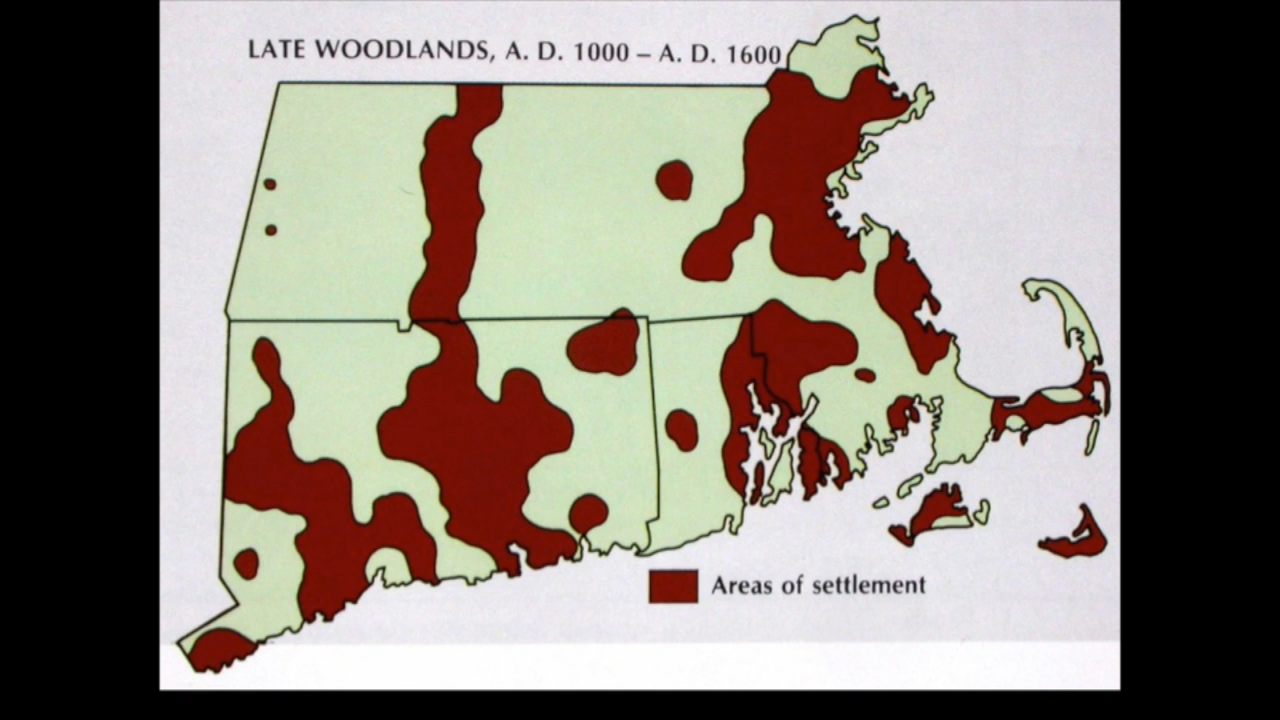 LATE WOODLANDS, A. D. 1000 – A. D. 1600
Areas of settlement